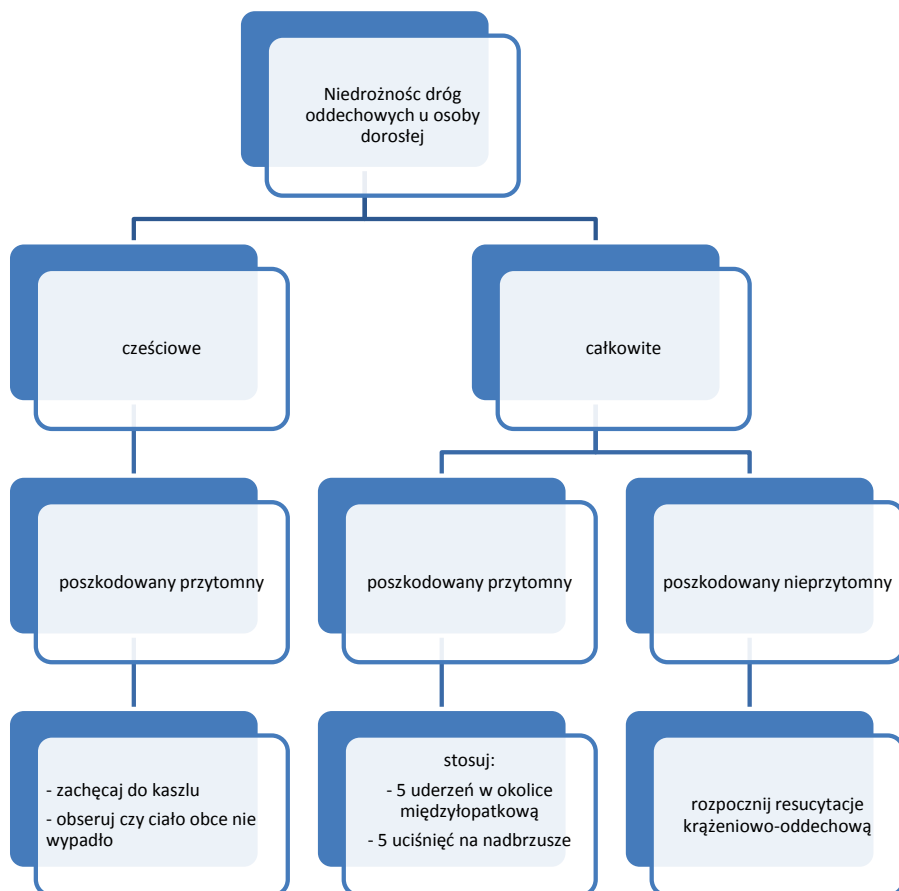 Niedrożnośc dróg
oddechowych u osoby
dorosłej
cześciowe
całkowite
poszkodowany przytomny
poszkodowany przytomny
poszkodowany nieprzytomny
- zachęcaj do kaszlu
- obseruj czy ciało obce nie
wypadło
stosuj:
- 5 uderzeń w okolice
międzyłopatkową
- 5 uciśnięć na nadbrzusze
rozpocznij resucytacje
krążeniowo-oddechową